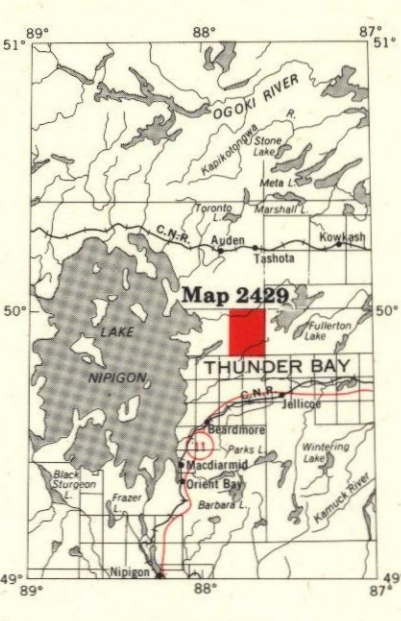 88° 87°
51° 51°
OGOKI RIVER
Kapikotongwa R.
Stone
Lake
Meta L.
Toronto
L.
Marshall L.
C.N.R.
Auden
Kowkash
Tashota
50° 50°
Map 2429
LAKE
NIPIGON
Fullerton
Lake
THUNDER BAY
C.N.R.
Jellicoe
Beardmore
11
Parks L.
Wintering
Lake
Macdiarmid
Orient Bay
Black
Sturgeon
L.
Frazer
L.
Barbara L.
Kamuck River
Nipigon
49° 49°
89° 88° 87°